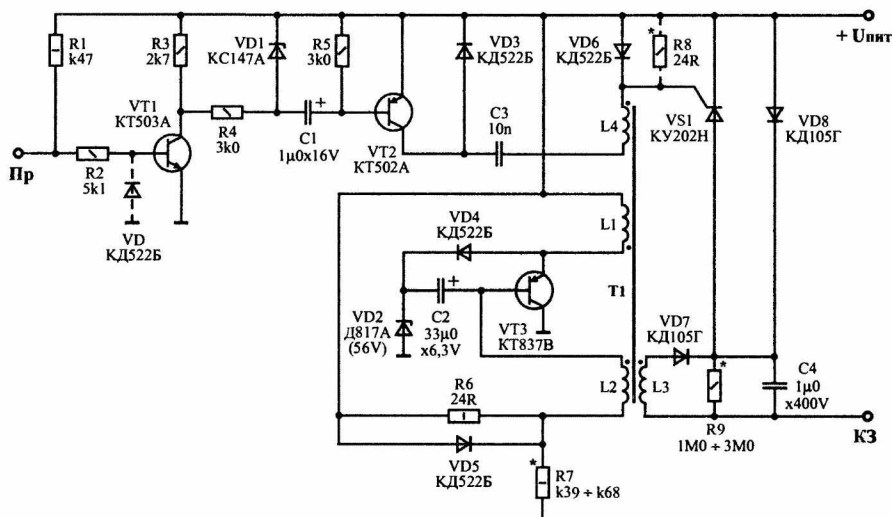 R1
k47
R3
2k7
VD1
КС147А
R5
3k0
VD3
КД522Б
VD6
КД522Б
*
R8
24R
+ Uпит
VT1
КТ503А
R4
3k0
C1
1µ0x16V
+
VT2
КТ502А
C3
10n
L4
VS1
КУ202Н
VD8
КД105Г
Пр
R2
5k1
VD
КД522Б
VD4
КД522Б
L1
T1
VD2
Д817А
(56V)
C2
33µ0
x6,3V
+
VT3
КТ837В
VD7
КД105Г
L2
L3
*
C4
1µ0
x400V
R6
24R
R9
1M0 ÷ 3M0
КЗ
VD5
КД522Б
*
R7
k39 ÷ k68